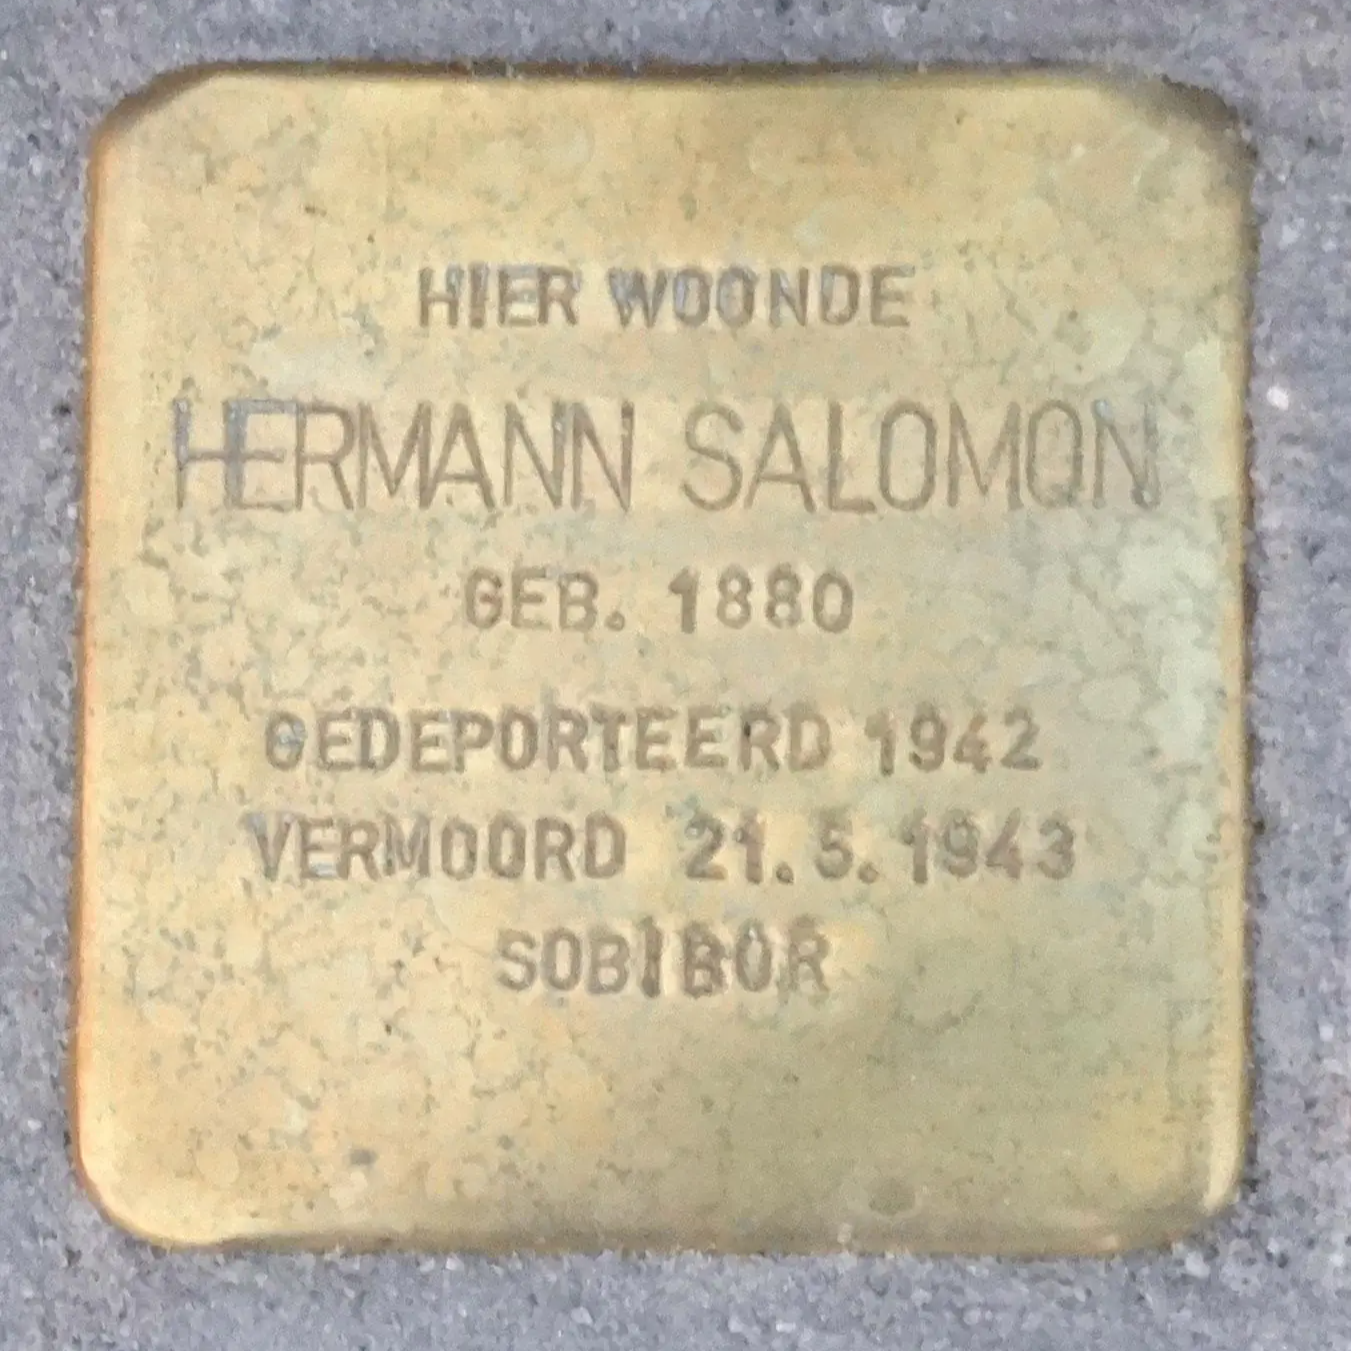 HIER WOONDE
HERMANN SALOMON
GEB. 1880
GEDEPORTEERD 1942
VERMOORD 21.5.1943
SOBIBOR